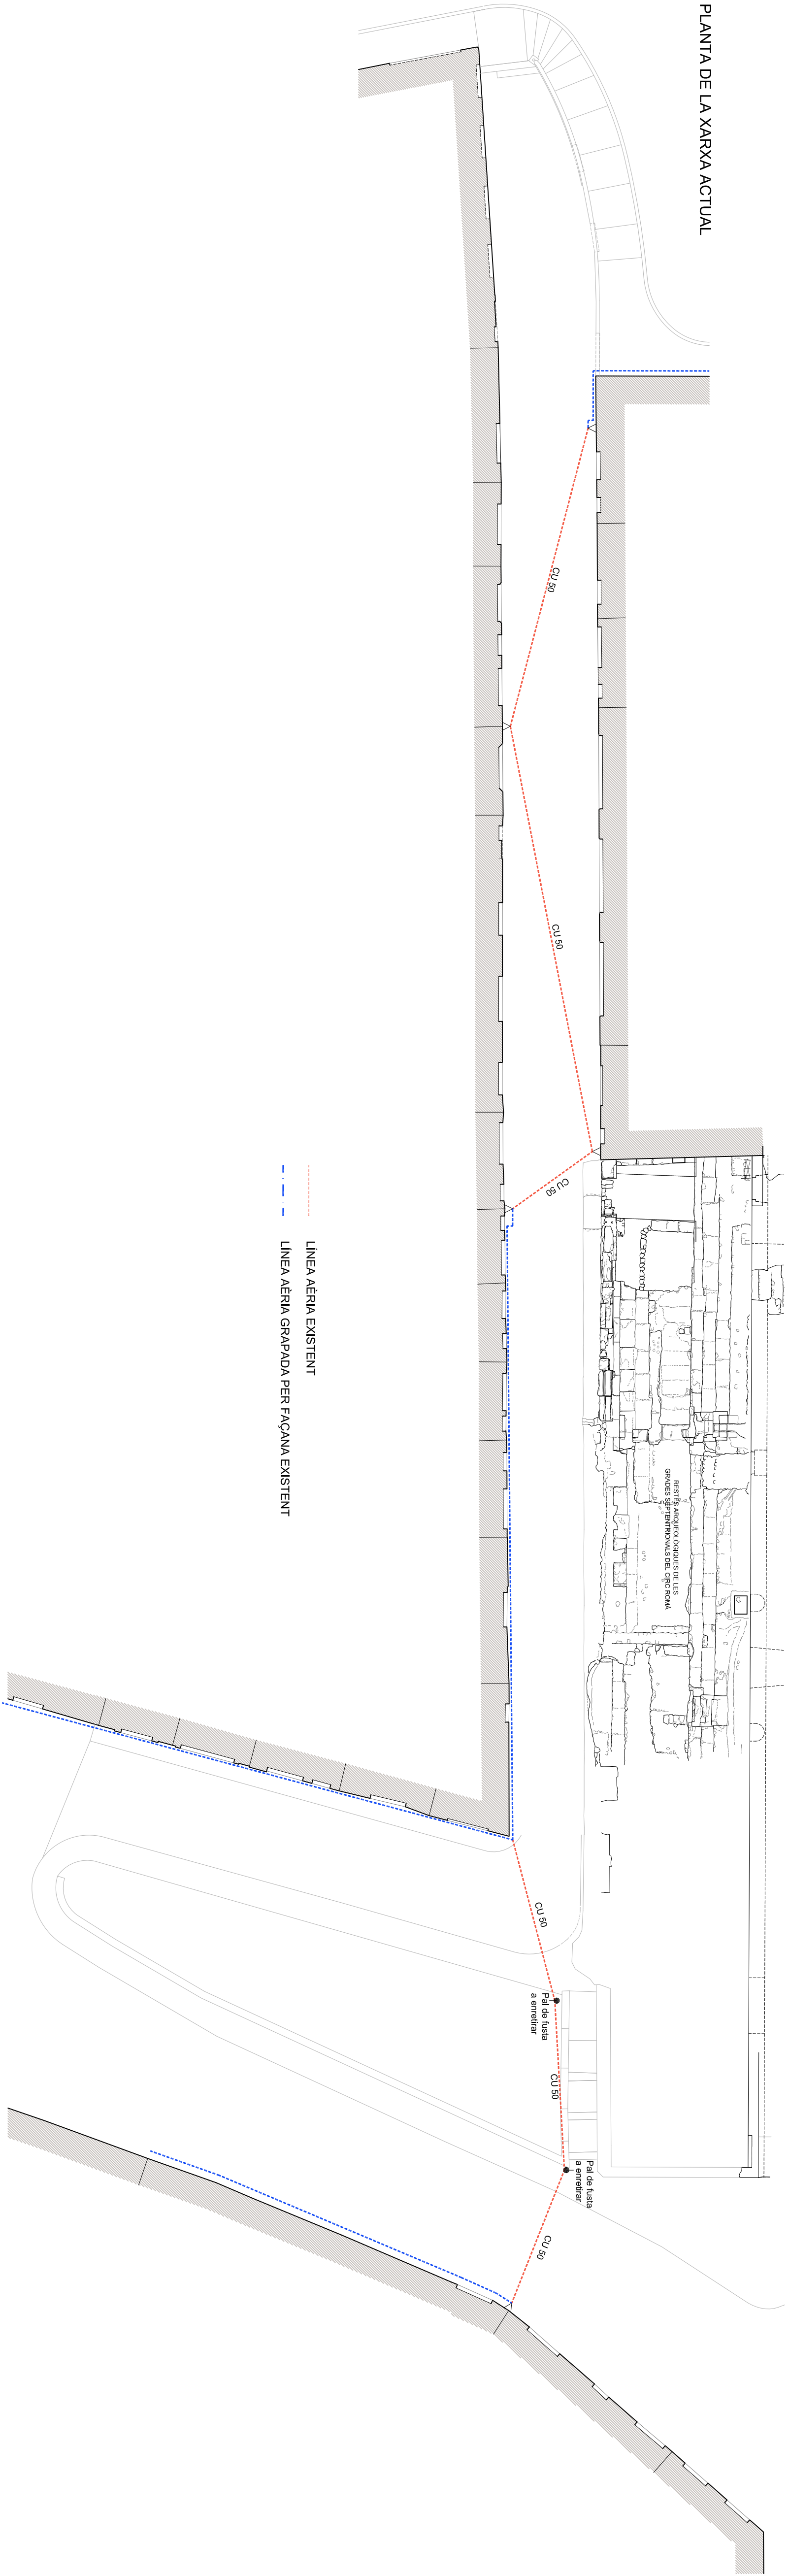 PLANTA DE LA XARXA ACTUAL
CU 50
CU 50
CU 50
RESTES ARQUEOLÒGIQUES DE LES
GRADES SEPTENTRIONALS DEL CIRC ROMÀ
LÍNEA AÈRIA EXISTENT
LÍNEA AÈRIA GRAPADA PER FAÇANA EXISTENT
CU 50
Pal de fusta
a enretirar
CU 50
Pal de fusta
a enretirar
CU 50